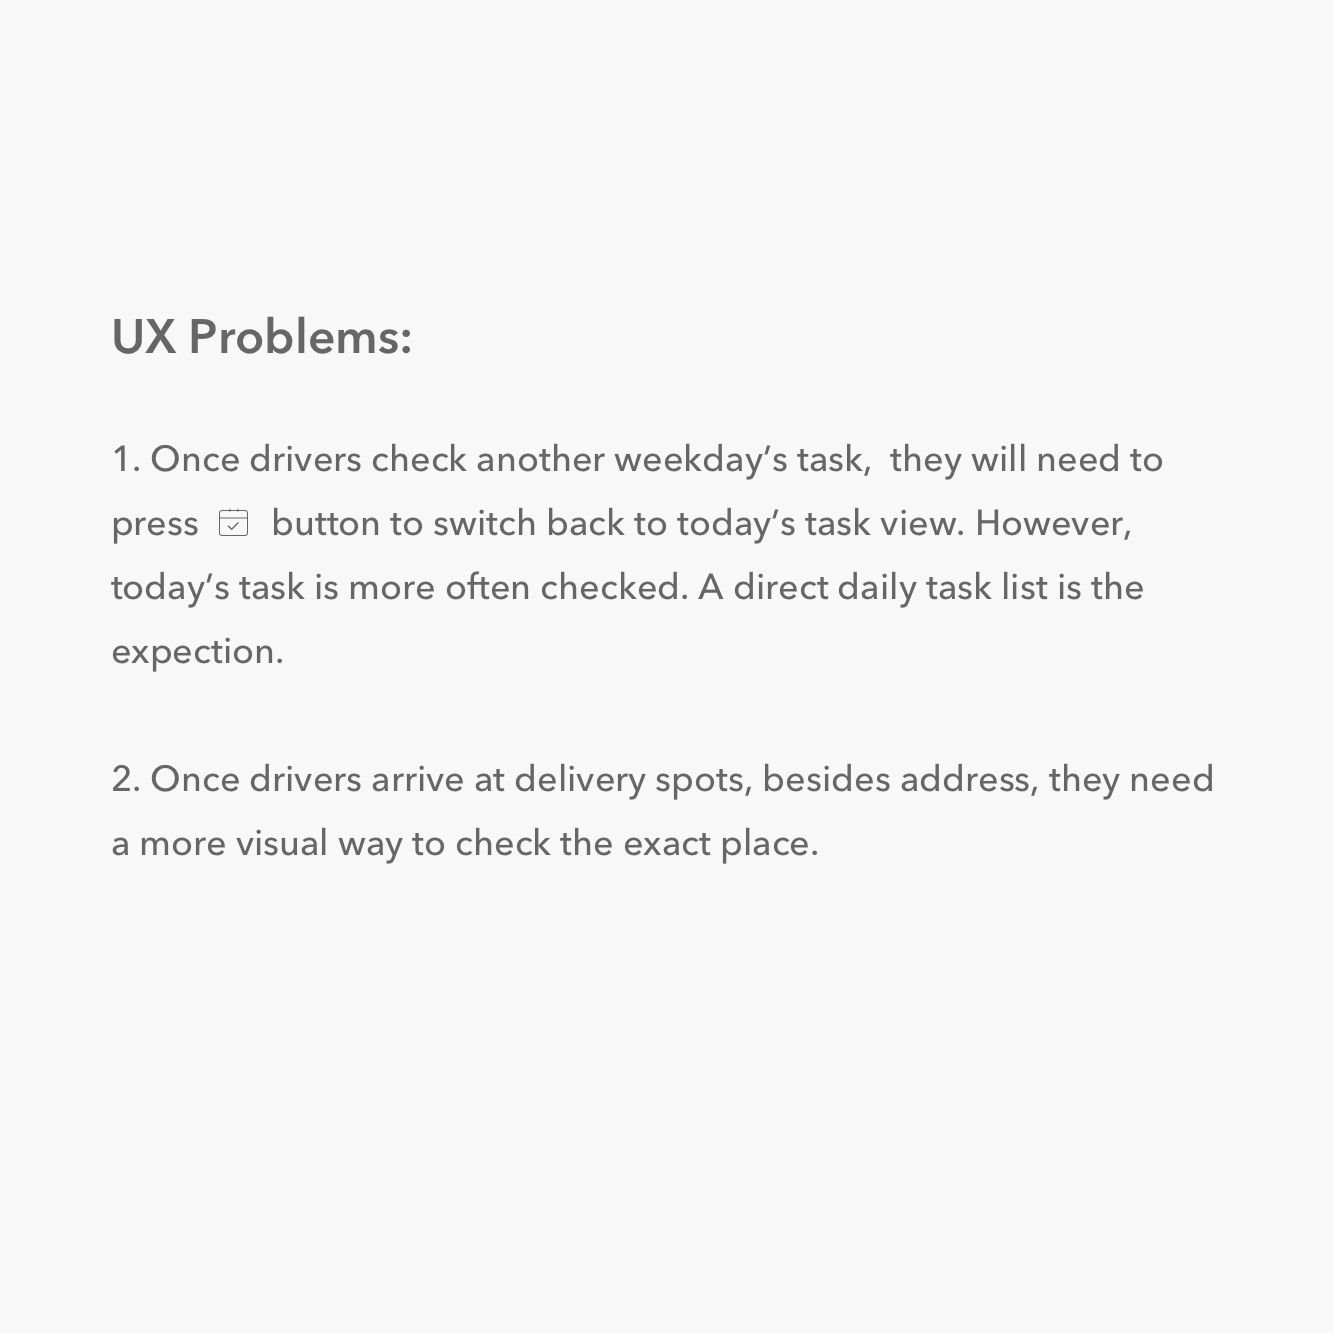 UX Problems:
1. Once drivers check another weekday’s task,  they will need to
press    button to switch back to today’s task view. However,
today’s task is more often checked. A direct daily task list is the
expection.
2. Once drivers arrive at delivery spots, besides address, they need
a more visual way to check the exact place.